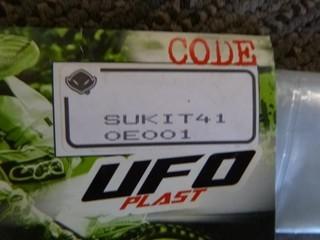 CODE
SUKIT41
0E001
UFO
PLAST